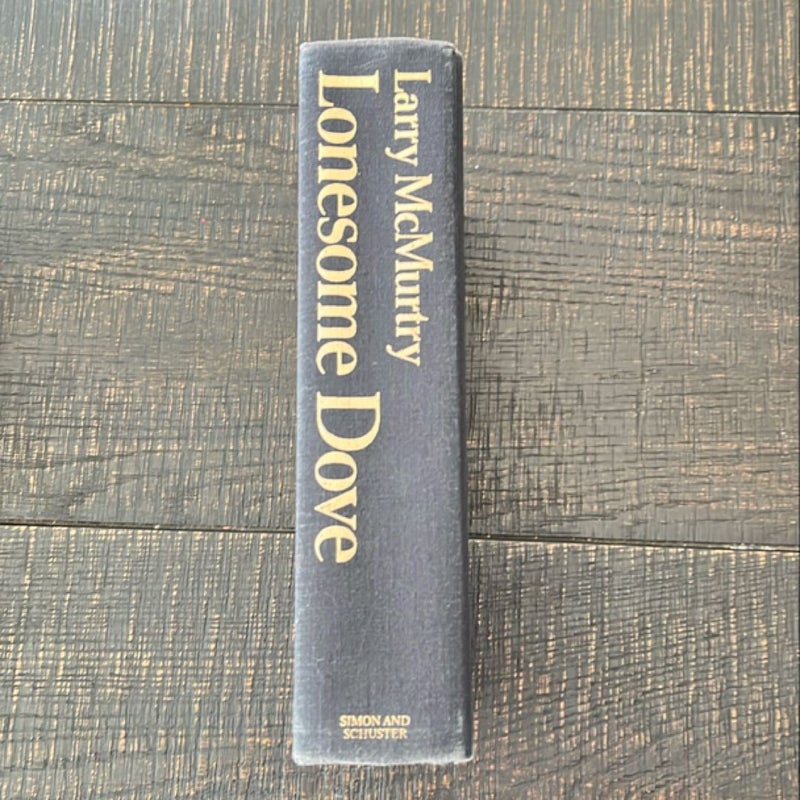 Larry McMurtry
Lonesome Dove
SIMON AND
SCHUSTER